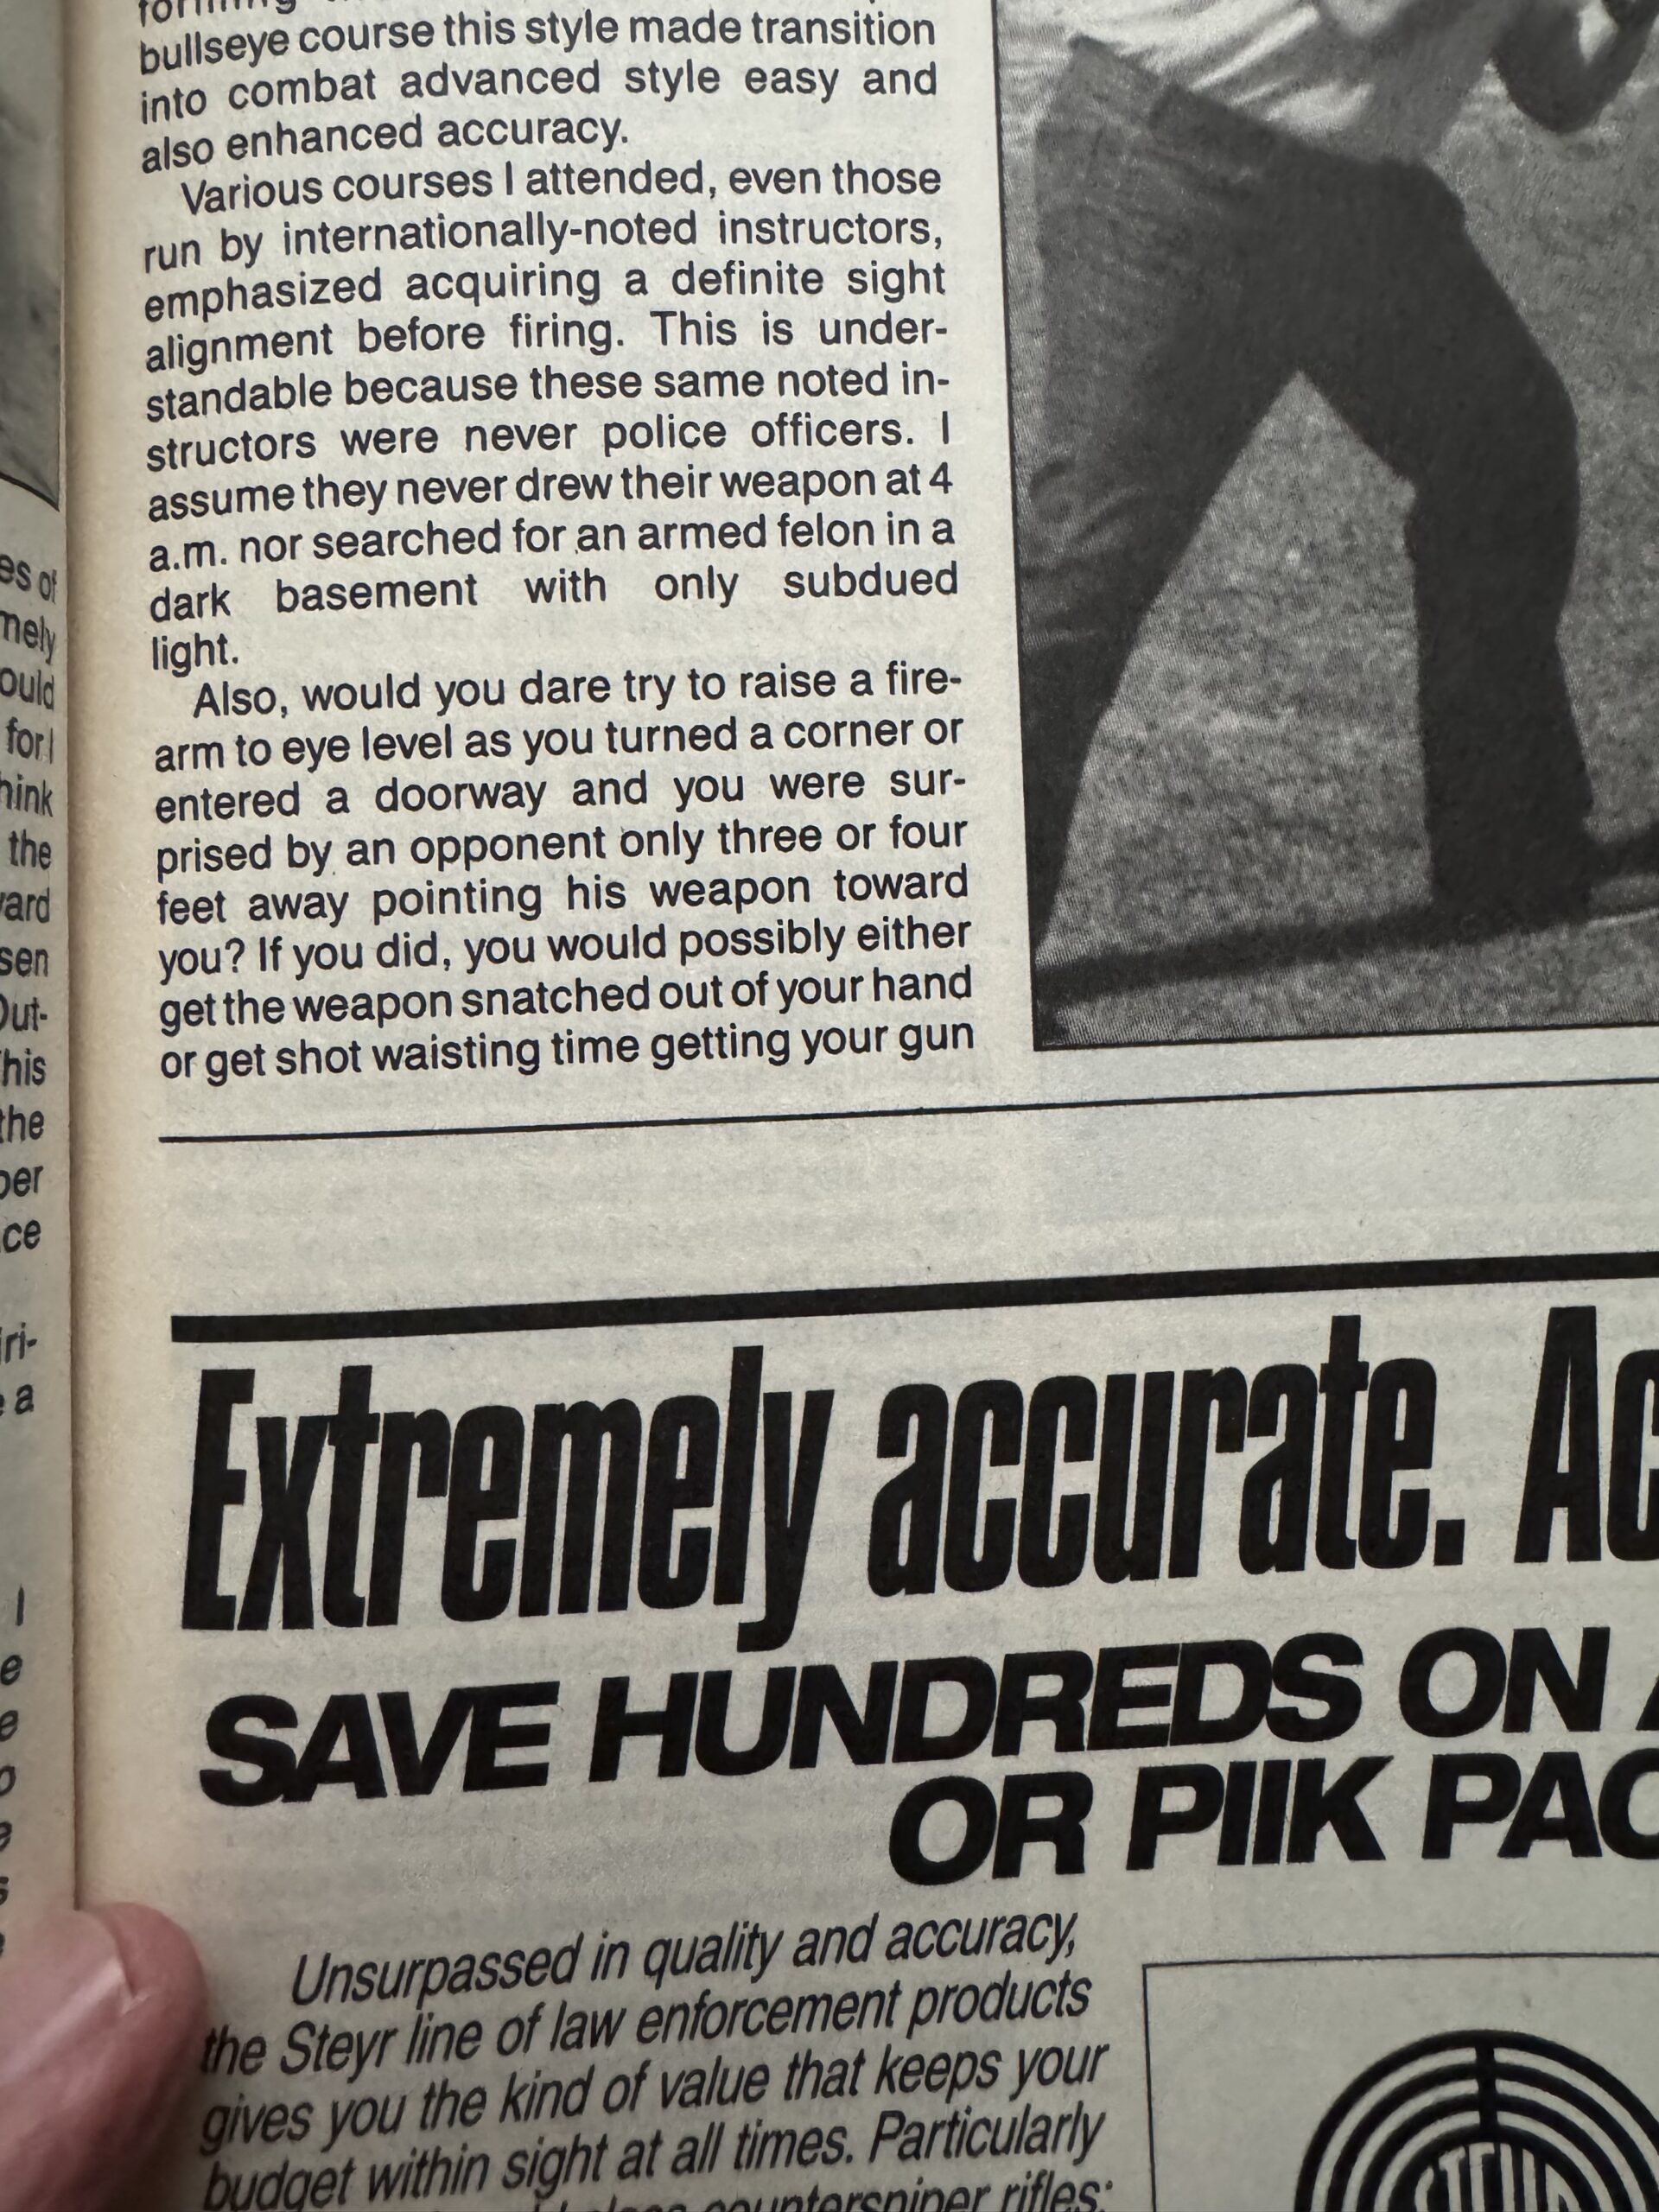 bullseye course this style made transition
into combat advanced style easy and
also enhanced accuracy.
Various courses I attended, even those
run by internationally-noted instructors,
emphasized acquiring a definite sight
alignment before firing. This is under-
standable because these same noted in-
structors were never police officers. I
assume they never drew their weapon at 4
a.m. nor searched for an armed felon in a
dark basement with only subdued
light.
Also, would you dare try to raise a fire-
arm to eye level as you turned a corner or
entered a doorway and you were sur-
prised by an opponent only three or four
feet away pointing his weapon toward
you? If you did, you would possibly either
get the weapon snatched out of your hand
or get shot waisting time getting your gun
Extremely accurate.
SAVE HUNDREDS ON
OR PIIK
Unsurpassed in quality and accuracy,
the Steyr line of law enforcement products
gives you the kind of value that keeps your
budget within sight at all times. Particularly
countersniper rifles: